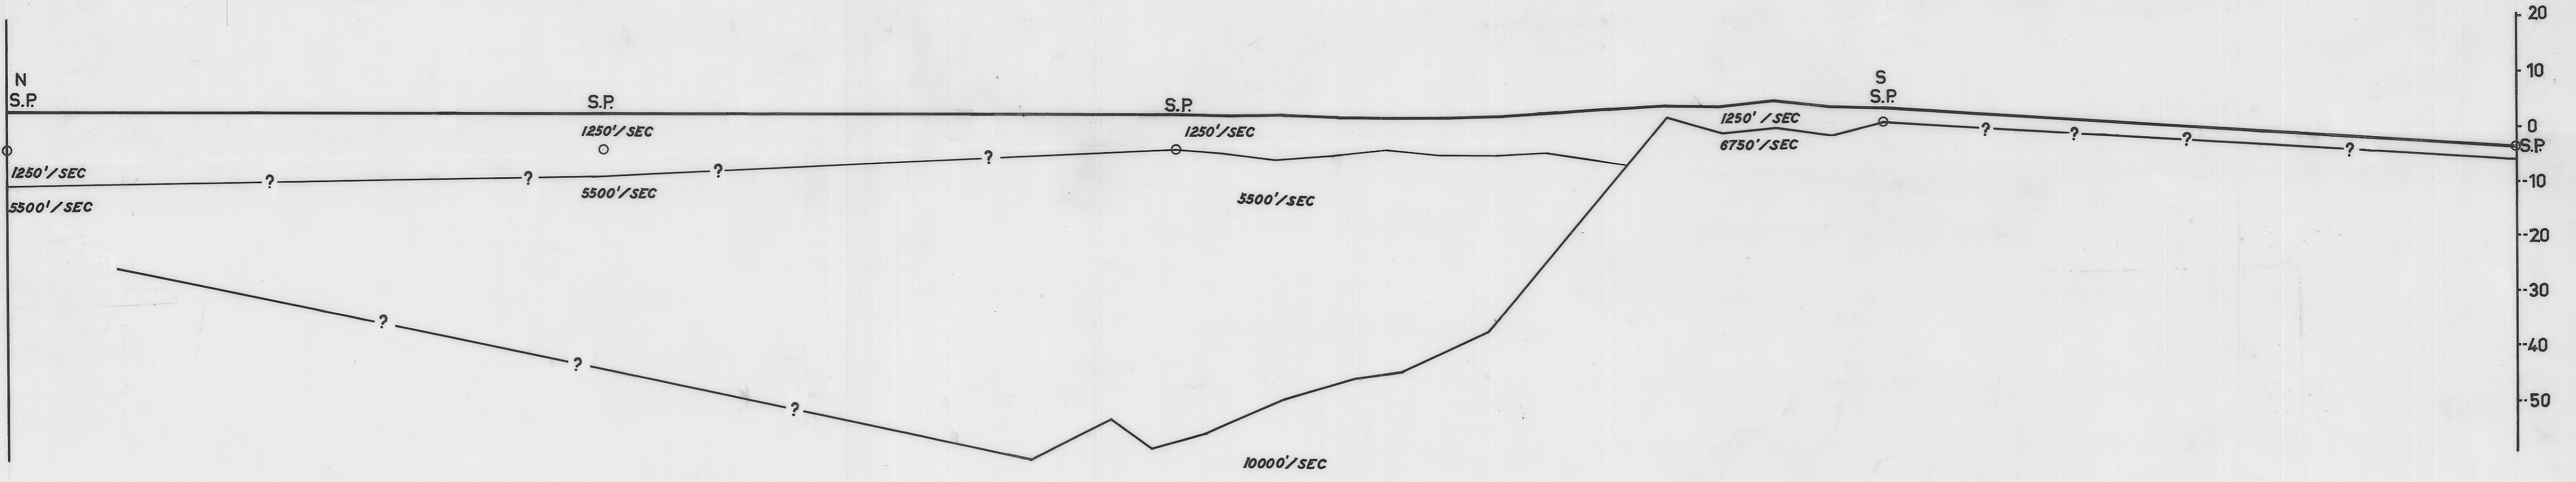 20
10
N
S
S.P.
S.P.
S.P.
S.P.
1250'/SEC
1250'/SEC
1250'/SEC
0
?
?
?
6750'/SEC
?
S.P.
?
1250'/SEC
?
?
?
-10
5500'/SEC
5500'/SEC
5500'/SEC
-20
-30
?
-40
?
-50
?
10000'/SEC